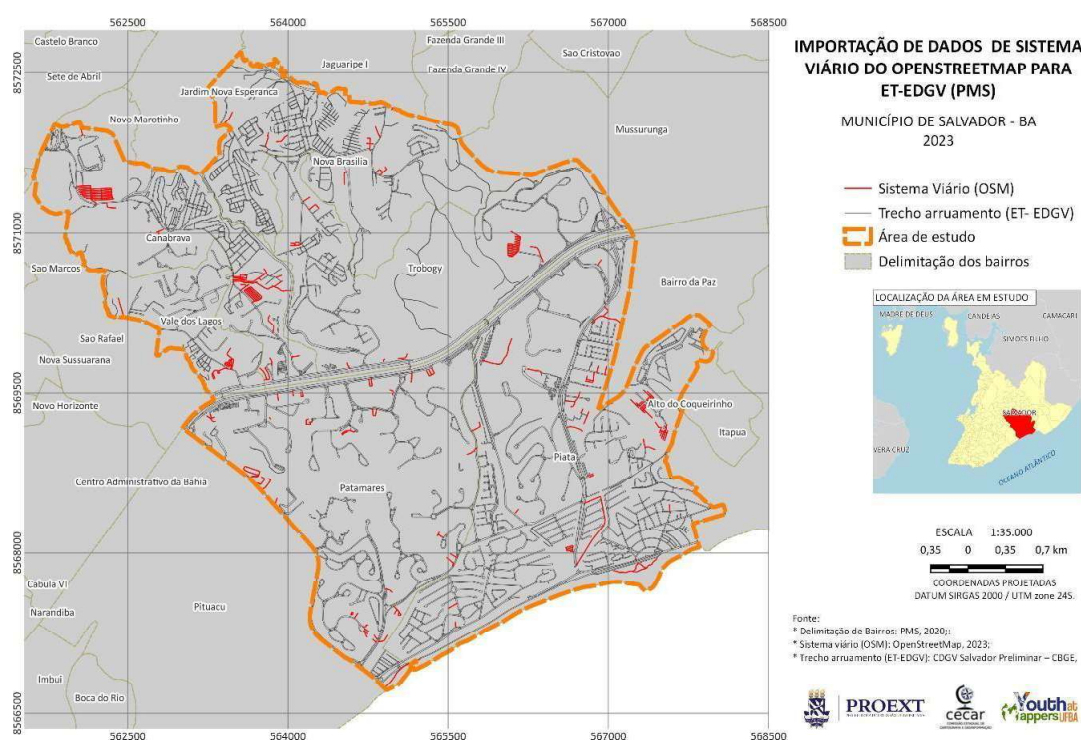 562500 564000 565500 567000 568500
8572500
8571000
8569500
8568000
8566500
Castelo Branco
Sete de Abril
Novo Marotinho
Jardim Nova Esperanca
Jaguaripe I
Fazenda Grande III
Fazenda Grande IV
Sao Cristovao
Mussurunga
Nova Brasilia
Canabrava
Trobogy
Sao Marcos
Bairro da Paz
Vale dos Lagos
Sao Rafael
Nova Sussuarana
Novo Horizonte
Alto do Coqueirinho
Itapua
Piata
Centro Administrativo da Bahia
Patamares
Cabula VI
Narandiba
Pituacu
Imbui
Boca do Rio
562500 564000 565500 567000 568500
IMPORTAÇÃO DE DADOS DE SISTEMA
VIÁRIO DO OPENSTREETMAP PARA
ET-EDGV (PMS)
MUNICÍPIO DE SALVADOR - BA
2023
Sistema Viário (OSM)
Trecho arruamento (ET- EDGV)
Área de estudo
Delimitação dos bairros
LOCALIZAÇÃO DA ÁREA EM ESTUDO
MADRE DE DEUS
CANDEIAS
CAMACARI
SIMOES FILHO
SALVADOR
VERA CRUZ
OCEANO ATLÂNTICO
ESCALA 1:35.000
0,35 0 0,35 0,7 km
COORDENADAS PROJETADAS
DATUM SIRGAS 2000 / UTM zone 24S.
Fonte:
* Delimitação de Bairros: PMS, 2020;
* Sistema viário (OSM): OpenStreetMap, 2023;
* Trecho arruamento (ET-EDGV): CDGV Salvador Preliminar – CBGE,
PROEXT
cecar
Youth at
Mappers UFBA